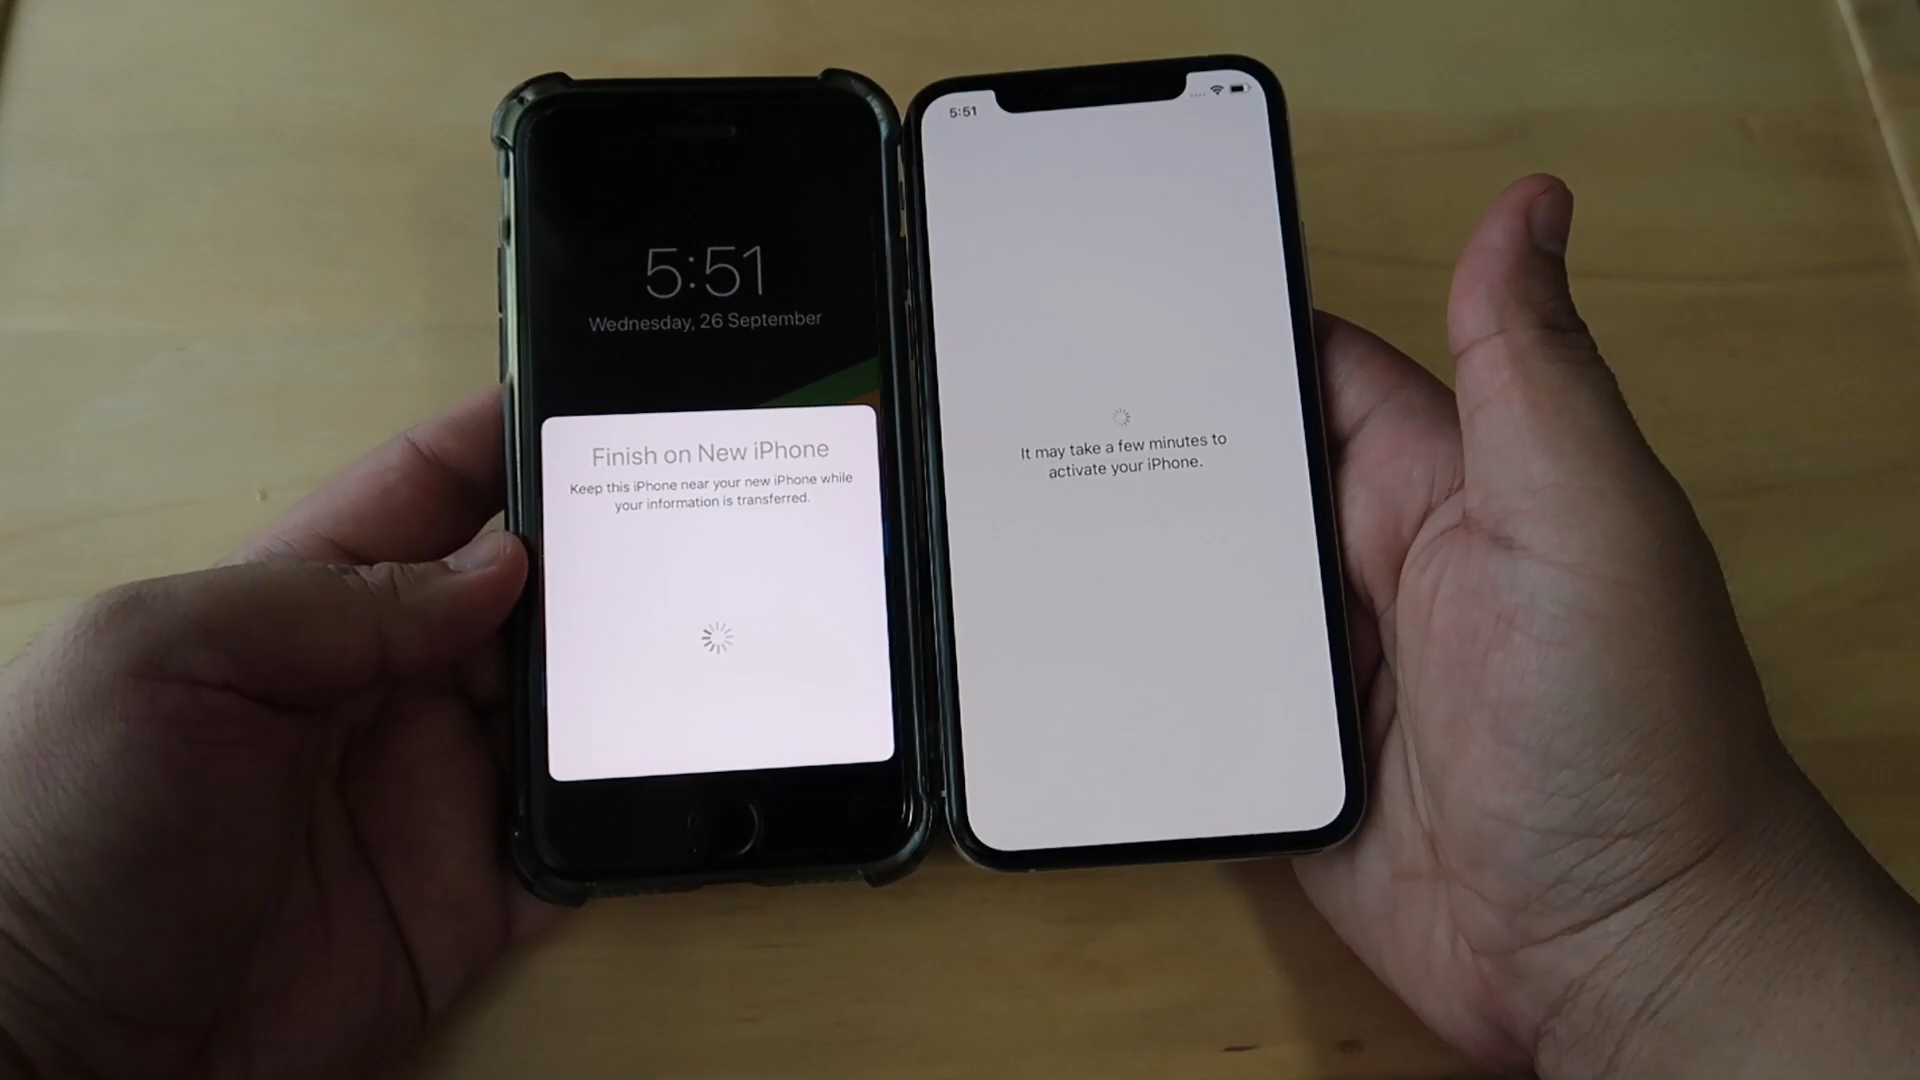 5:51
Wednesday, 26 September
Finish on New iPhone
Keep this iPhone near your new iPhone while
your information is transferred.
5:51
It may take a few minutes to
activate your iPhone.